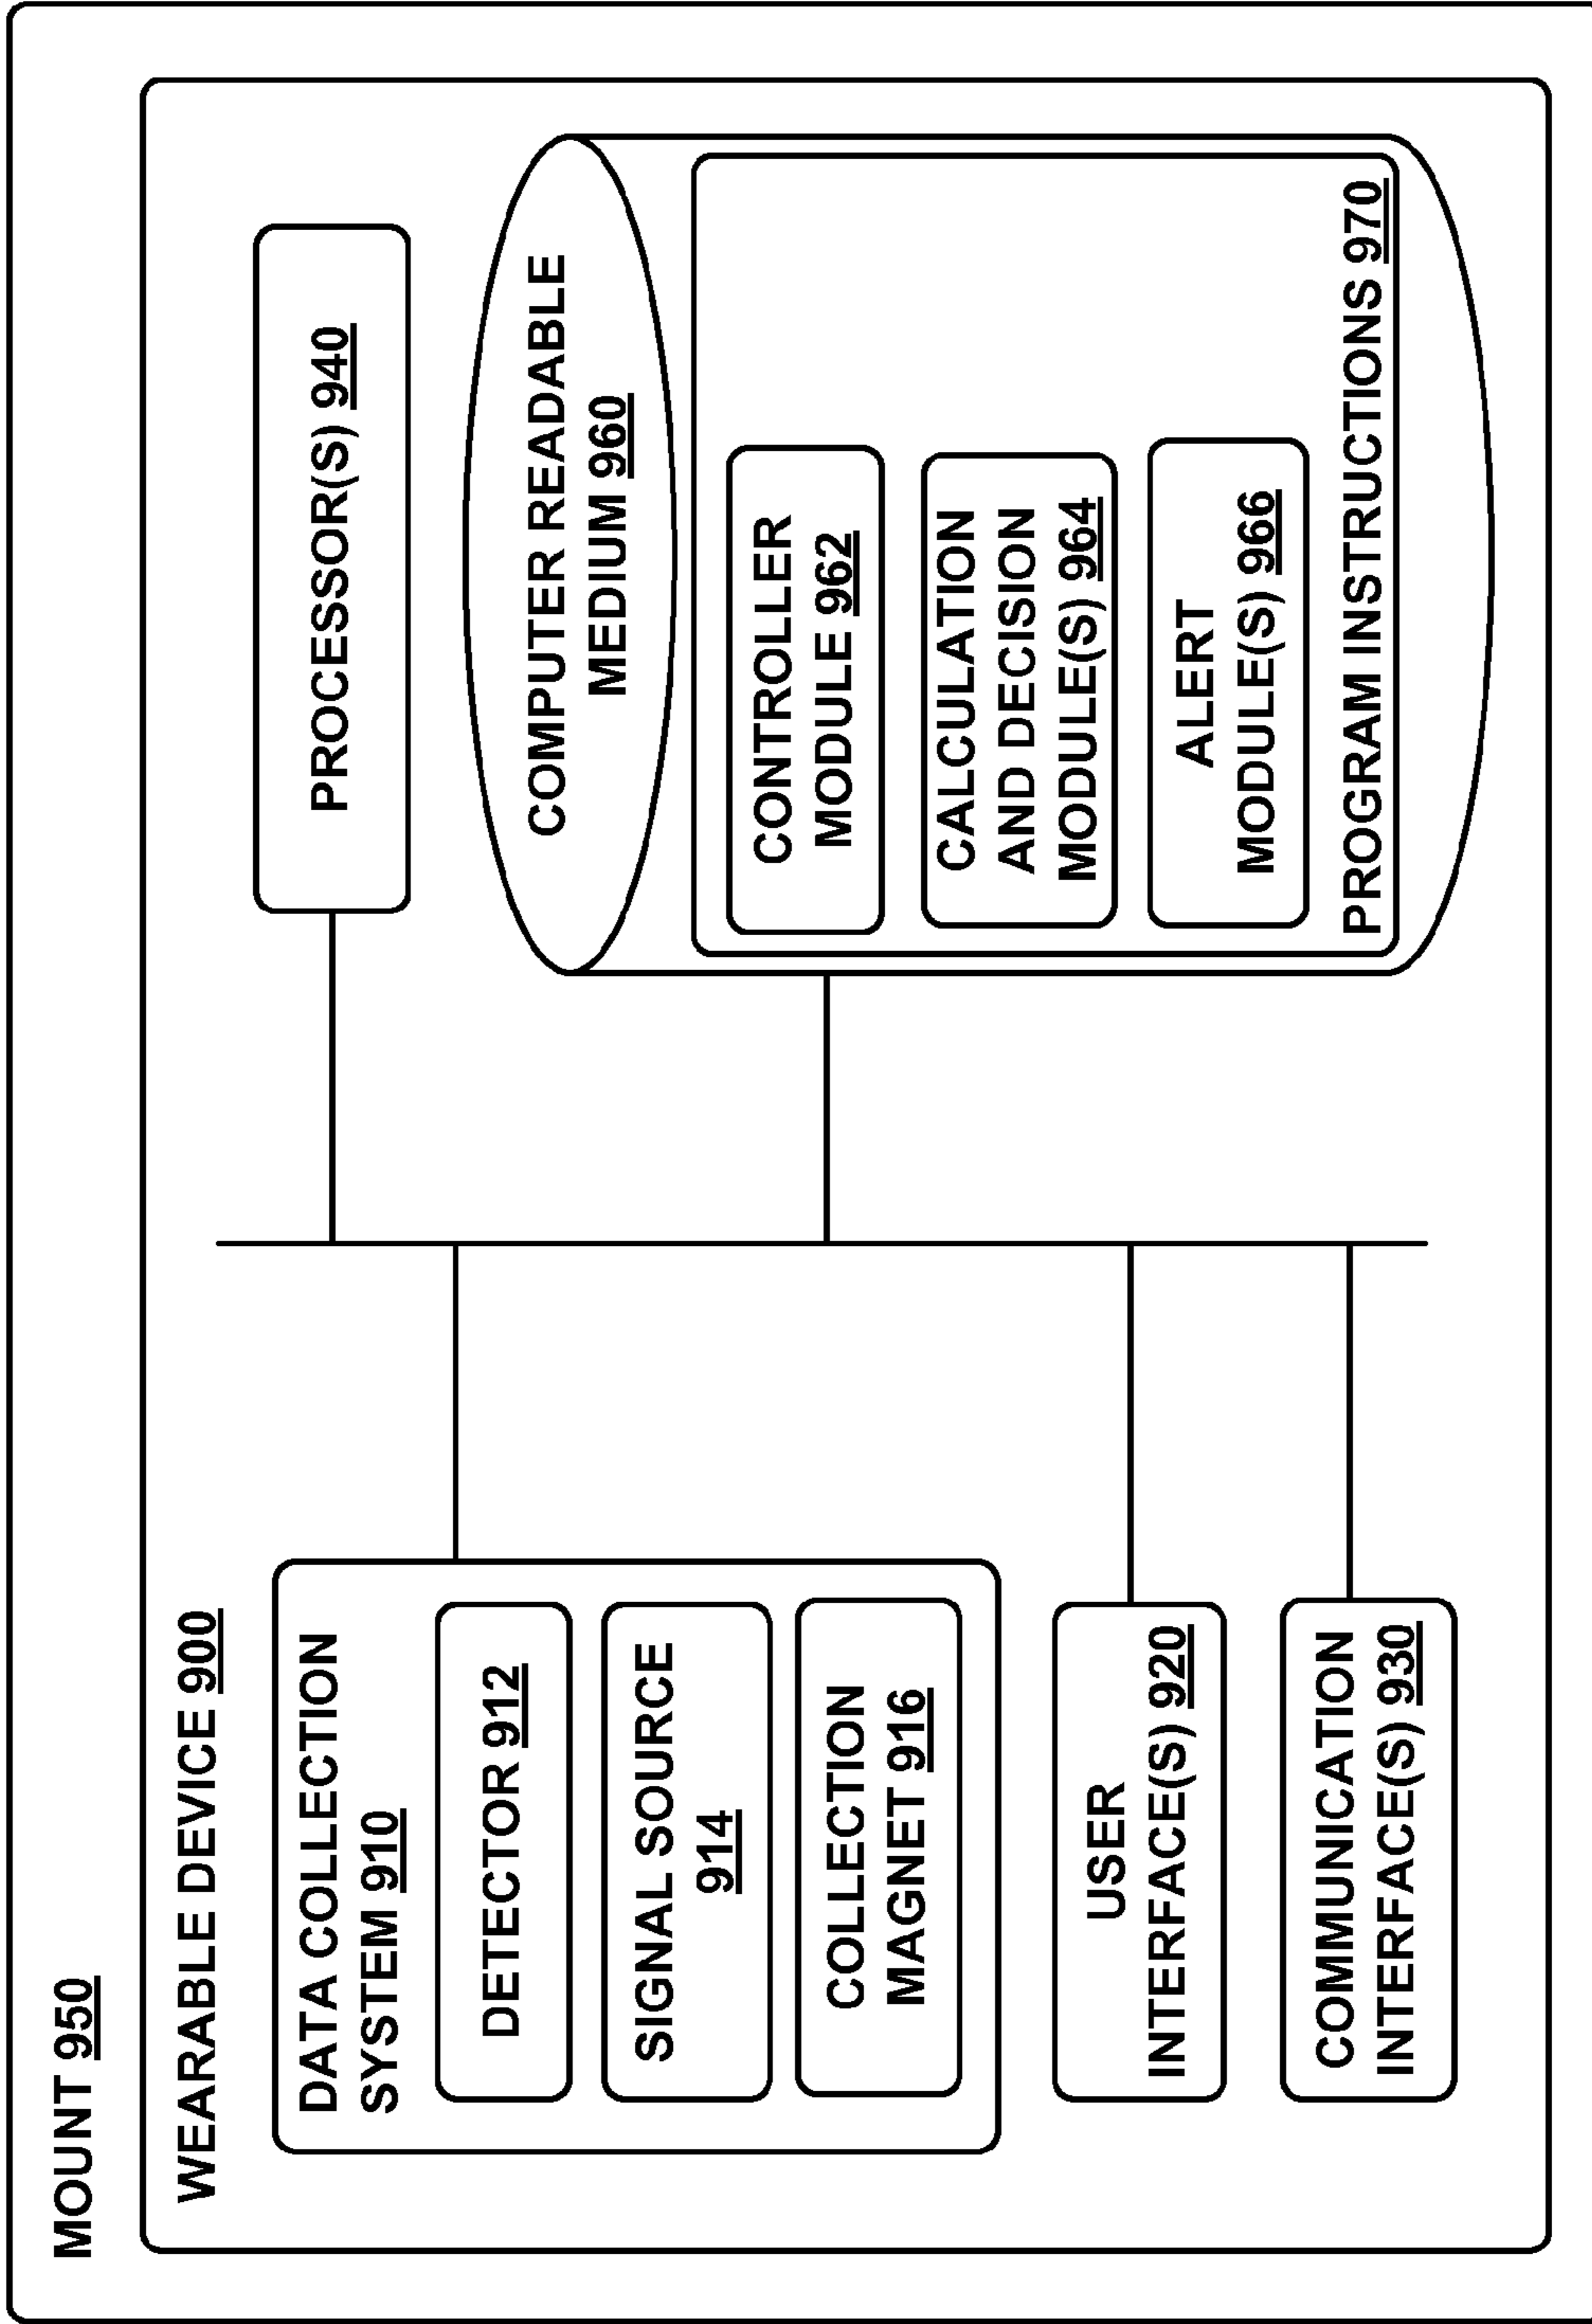 MOUNT 950
WEARABLE DEVICE 900
DATA COLLECTION
SYSTEM 910
DETECTOR 912
SIGNAL SOURCE
914
COLLECTION
MAGNET 916
USER
INTERFACE(S) 920
COMMUNICATION
INTERFACE(S) 930
PROCESSOR(S) 940
COMPUTER READABLE
MEDIUM 960
CONTROLLER
MODULE 962
CALCULATION
AND DECISION
MODULE(S) 964
ALERT
MODULE(S) 966
PROGRAM INSTRUCTIONS 970